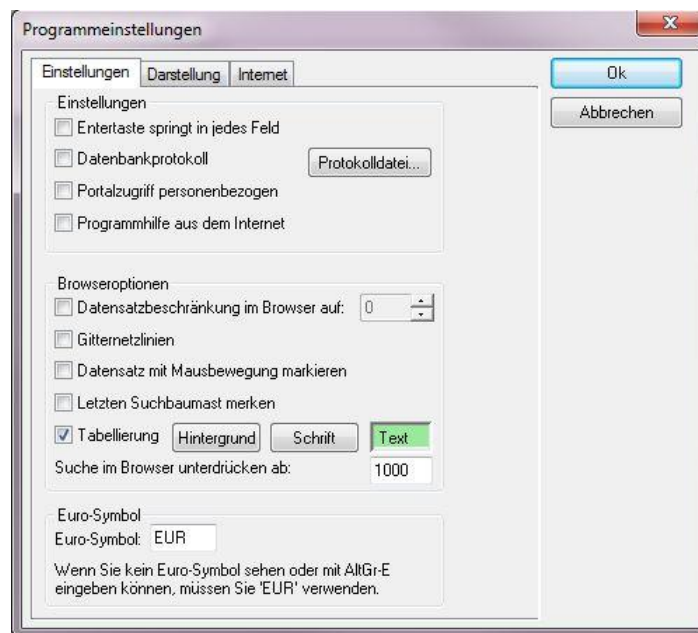 Programmeinstellungen
Einstellungen Darstellung Internet
Ok
Abbrechen
Einstellungen
Entertaste springt in jedes Feld
Datenbankprotokoll Protokolldatei...
Portalzugriff personenbezogen
Programmhilfe aus dem Internet
Browseroptionen
Datensatzbeschränkung im Browser auf: 0
Gitternetzlinien
Datensatz mit Mausbewegung markieren
Letzten Suchbaumast merken
Tabellierung Hintergrund Schrift Text
Suche im Browser unterdrücken ab: 1000
Euro-Symbol
Euro-Symbol: EUR
Wenn Sie kein Euro-Symbol sehen oder mit AltGr-E
eingeben können, müssen Sie 'EUR' verwenden.